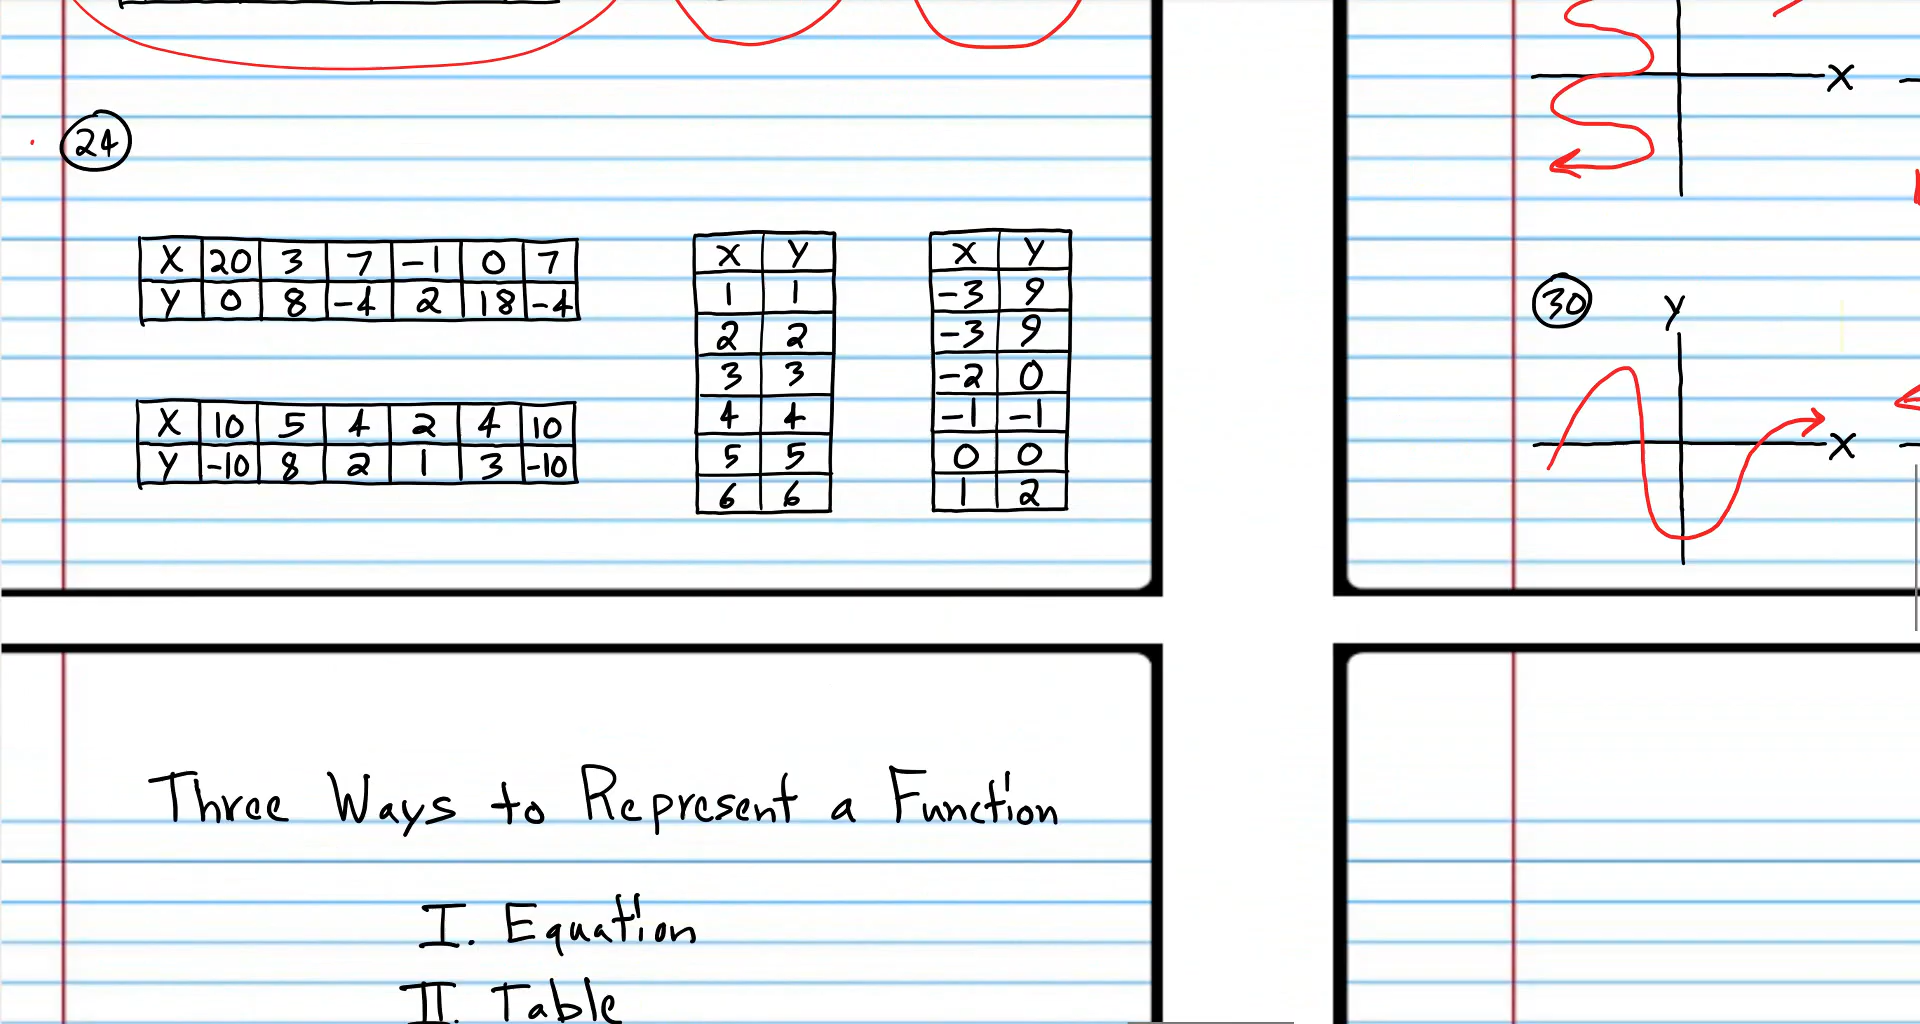 24
X 20 3 7 -1 0 7
Y 0 8 -4 2 18 -4
X 10 5 4 2 4 10
Y -10 8 2 1 3 -10
X Y
1 1
2 2
3 3
4 4
5 5
6 6
X Y
-3 9
-3 9
-2 0
-1 -1
0 0
1 2
X
30
Y
X
Three Ways to Represent a Function
I. Equation
II. Table